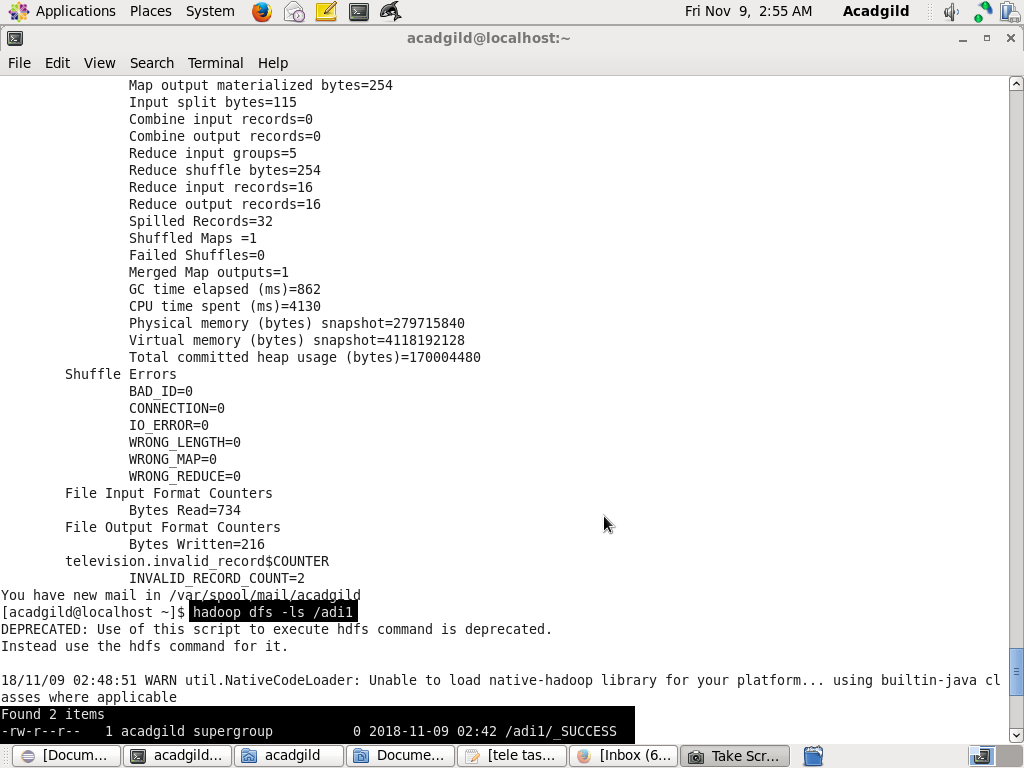 Applications Places System Fri Nov 9, 2:55 AM Acadgild
acadgild@localhost:~
File Edit View Search Terminal Help
Map output materialized bytes=254
Input split bytes=115
Combine input records=0
Combine output records=0
Reduce input groups=5
Reduce shuffle bytes=254
Reduce input records=16
Reduce output records=16
Spilled Records=32
Shuffled Maps =1
Failed Shuffles=0
Merged Map outputs=1
GC time elapsed (ms)=862
CPU time spent (ms)=4130
Physical memory (bytes) snapshot=279715840
Virtual memory (bytes) snapshot=4118192128
Total committed heap usage (bytes)=170004480
Shuffle Errors
BAD_ID=0
CONNECTION=0
IO_ERROR=0
WRONG_LENGTH=0
WRONG_MAP=0
WRONG_REDUCE=0
File Input Format Counters
Bytes Read=734
File Output Format Counters
Bytes Written=216
television.invalid_record$COUNTER
INVALID_RECORD_COUNT=2
You have new mail in /var/spool/mail/acadgild
[acadgild@localhost ~]$ hadoop dfs -ls /adi1
DEPRECATED: Use of this script to execute hdfs command is deprecated.
Instead use the hdfs command for it.
18/11/09 02:48:51 WARN util.NativeCodeLoader: Unable to load native-hadoop library for your platform... using builtin-java cl
asses where applicable
Found 2 items
-rw-r--r-- 1 acadgild supergroup 0 2018-11-09 02:42 /adi1/_SUCCESS
[Docum... acadgild... acadgild Docume... [tele tas... [Inbox (6... Take Scr...